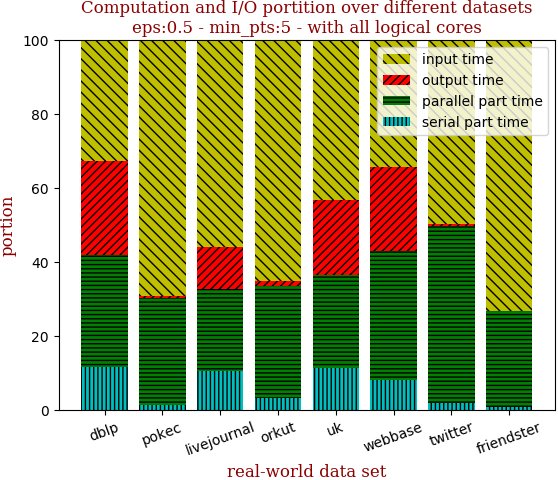 Computation and I/O portition over different datasets
eps:0.5 - min_pts:5 - with all logical cores
input time
output time
parallel part time
serial part time
portion
100
80
60
40
20
0
dblp
pokec
livejournal
orkut
uk
webbase
twitter
friendster
real-world data set